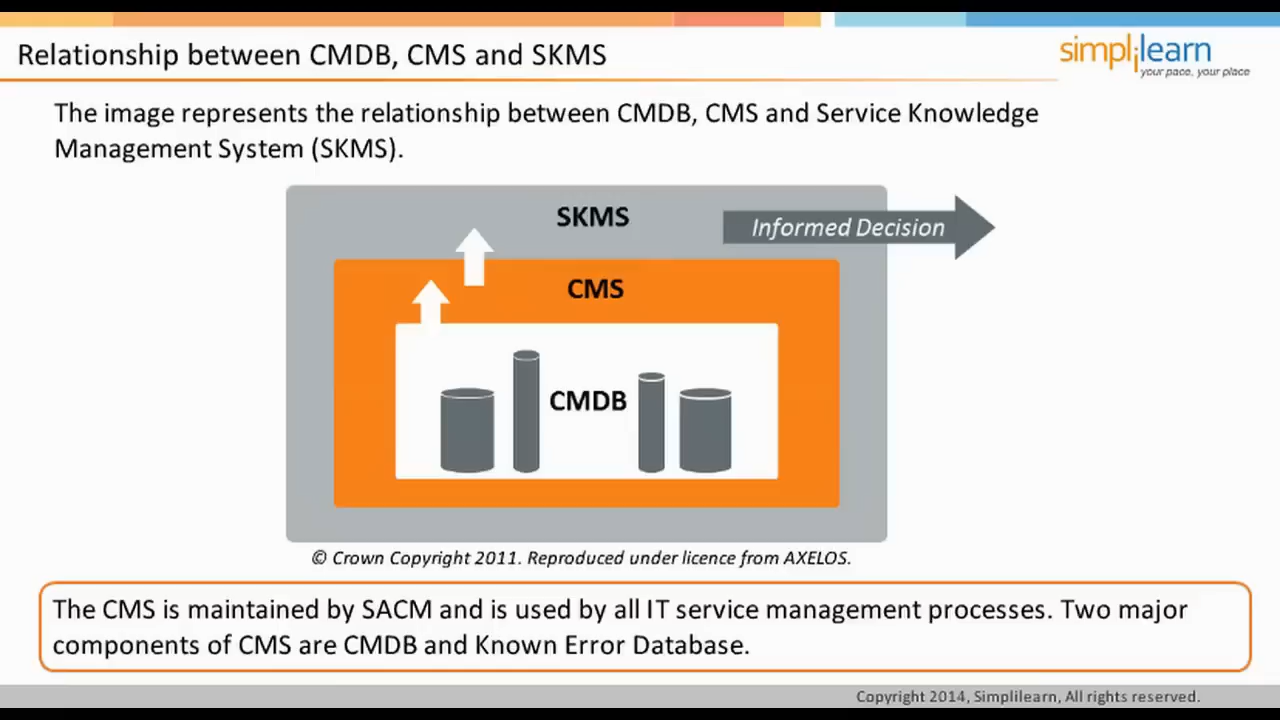 Relationship between CMDB, CMS and SKMS
simplilearn
your pace, your place
The image represents the relationship between CMDB, CMS and Service Knowledge
Management System (SKMS).
SKMS
Informed Decision
CMS
CMDB
© Crown Copyright 2011. Reproduced under licence from AXELOS.
The CMS is maintained by SACM and is used by all IT service management processes. Two major
components of CMS are CMDB and Known Error Database.
Copyright 2014, Simplilearn, All rights reserved.